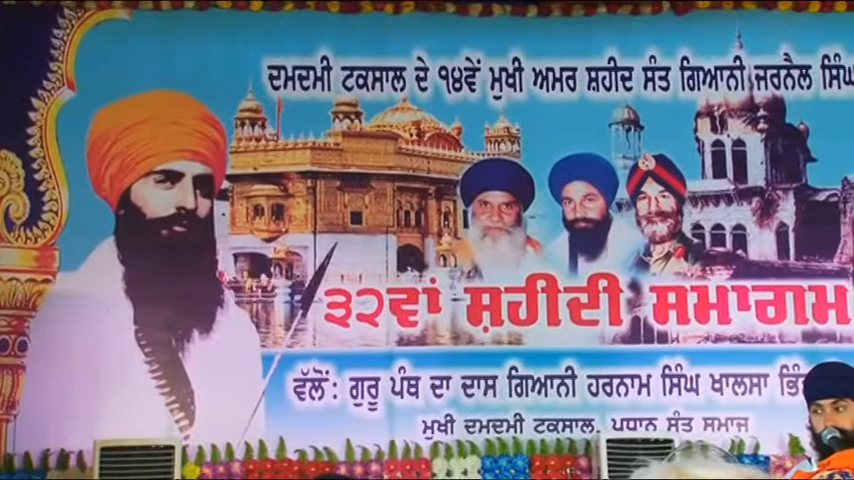 ਦਮਦਮੀ ਟਕਸਾਲ ਦੇ ੧੪ਵੇਂ ਮੁਖੀ ਅਮਰ ਸ਼ਹੀਦ ਸੰਤ ਗਿਆਨੀ ਜਰਨੈਲ ਸਿੰਘ
੩੨ਵਾਂ ਸ਼ਹੀਦੀ ਸਮਾਗਮ
ਵੱਲੋਂ: ਗੁਰੂ ਪੰਥ ਦਾ ਦਾਸ ਗਿਆਨੀ ਹਰਨਾਮ ਸਿੰਘ ਖਾਲਸਾ
ਮੁਖੀ ਦਮਦਮੀ ਟਕਸਾਲ, ਪ੍ਰਧਾਨ ਸੰਤ ਸਮਾਜ